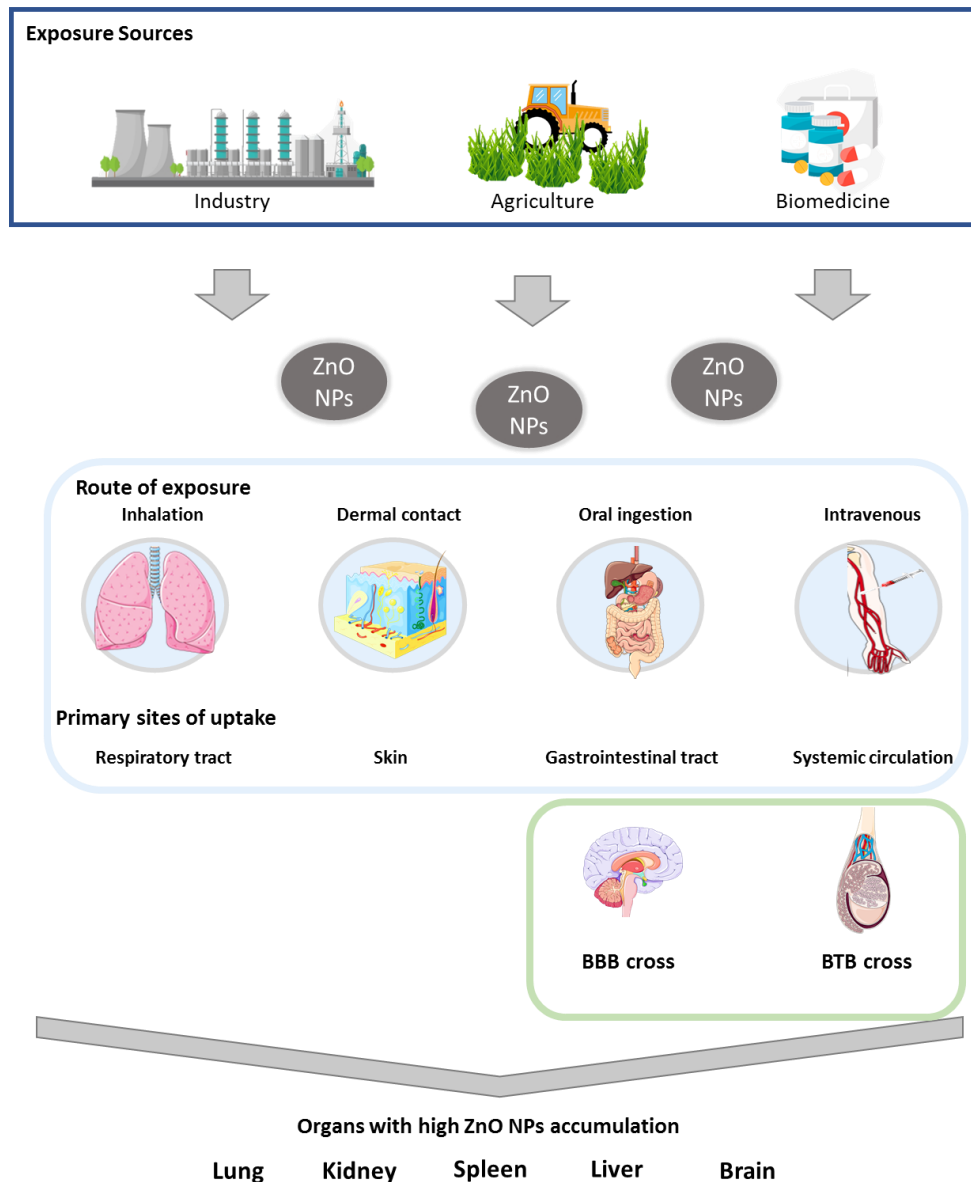 Exposure Sources
Industry
Agriculture
Biomedicine
ZnO
NPs
ZnO
NPs
ZnO
NPs
Route of exposure
Inhalation
Dermal contact
Oral ingestion
Intravenous
Primary sites of uptake
Respiratory tract
Skin
Gastrointestinal tract
Systemic circulation
BBB cross
BTB cross
Organs with high ZnO NPs accumulation
Lung
Kidney
Spleen
Liver
Brain